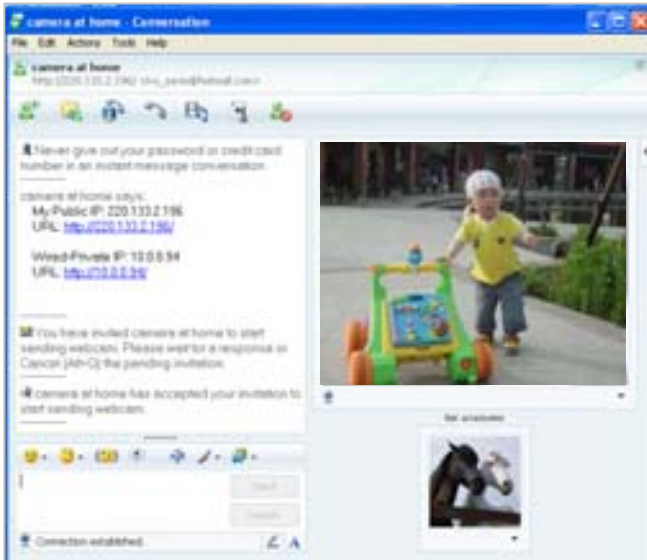 camera at home - Conversation
File Edit Actions Tools Help
camera at home
Never give out your password or credit card
number in an instant message conversation.
camera at home says:
My Public IP: 220.133.2.196
URL: http://220.133.2.196/
Wired-Private IP: 10.0.0.94
URL: http://10.0.0.94/
You have invited camera at home to start
sending webcam. Please wait for a response or
Cancel (Alt+Q) the pending invitation.
camera at home has accepted your invitation to
start sending webcam.
Send
Search
Connection established.
A